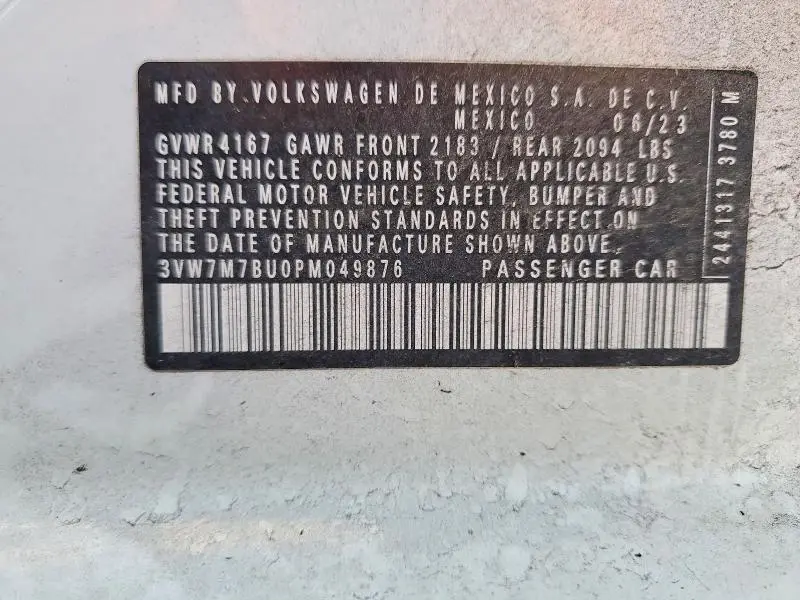 MFD BY.VOLKSWAGEN DE MEXICO S.A. DE C.V.
MEXICO 06/23
GVWR 4167 GAWR FRONT 2183 / REAR 2094 LBS
THIS VEHICLE CONFORMS TO ALL APPLICABLE U.S.
FEDERAL MOTOR VEHICLE SAFETY, BUMPER AND
THEFT PREVENTION STANDARDS IN EFFECT ON
THE DATE OF MANUFACTURE SHOWN ABOVE.
3VW7M7BU0PM049876 PASSENGER CAR
2441317 3780 M